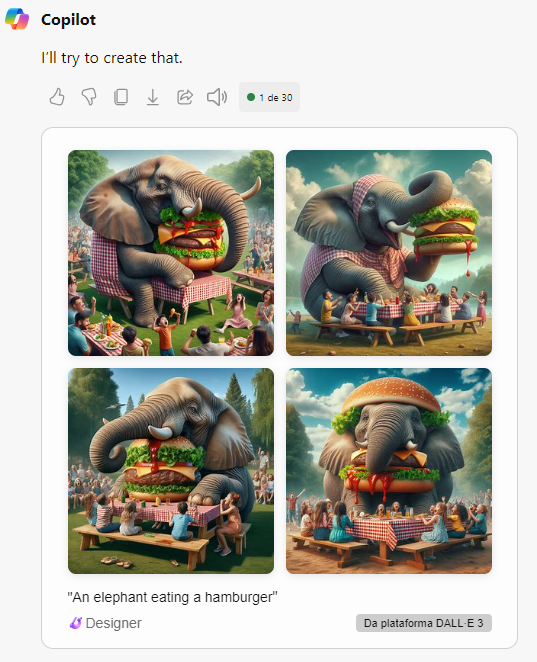 Copilot
I'll try to create that.
1 de 30
"An elephant eating a hamburger"
Designer
Da plataforma DALL·E 3